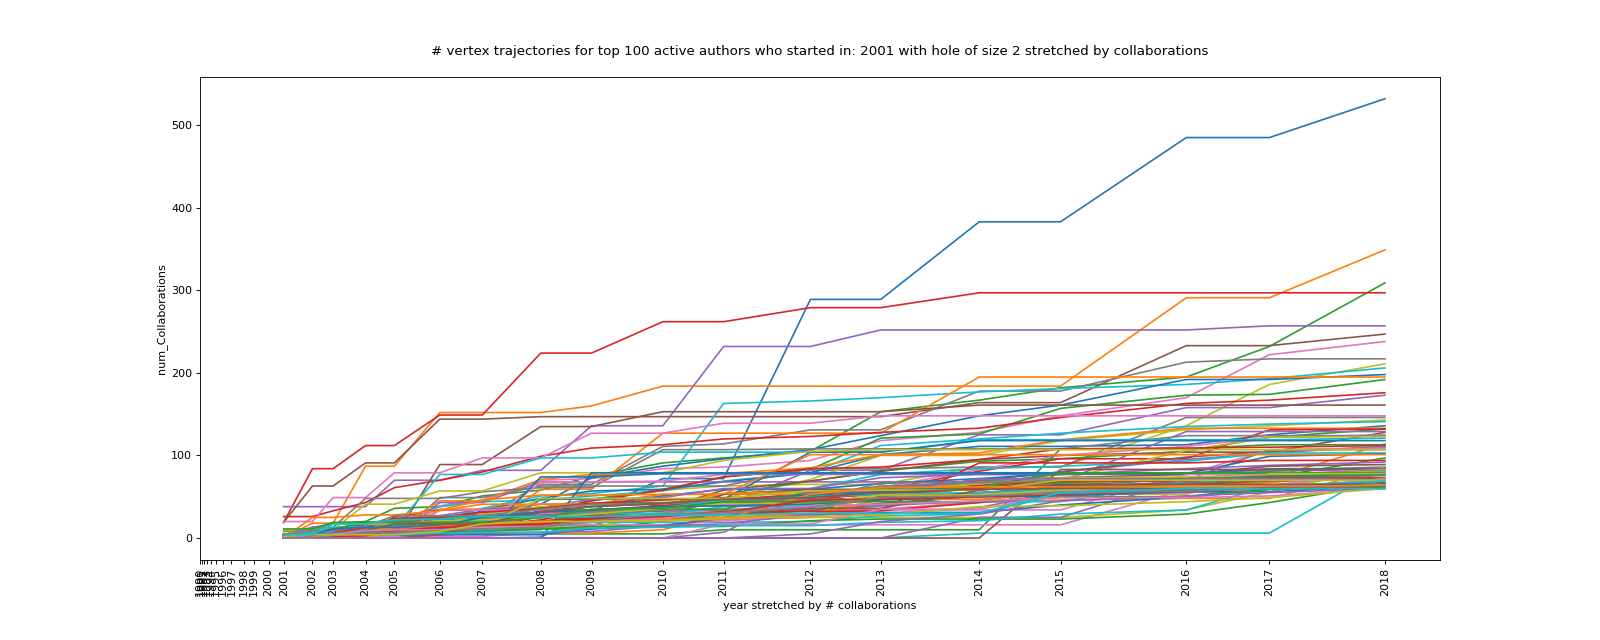 # vertex trajectories for top 100 active authors who started in: 2001 with hole of size 2 stretched by collaborations
num_Collaborations
500
400
300
200
100
0
1996 1997 1998 1999 2000 2001 2002 2003 2004 2005 2006 2007 2008 2009 2010 2011 2012 2013 2014 2015 2016 2017 2018
year stretched by # collaborations